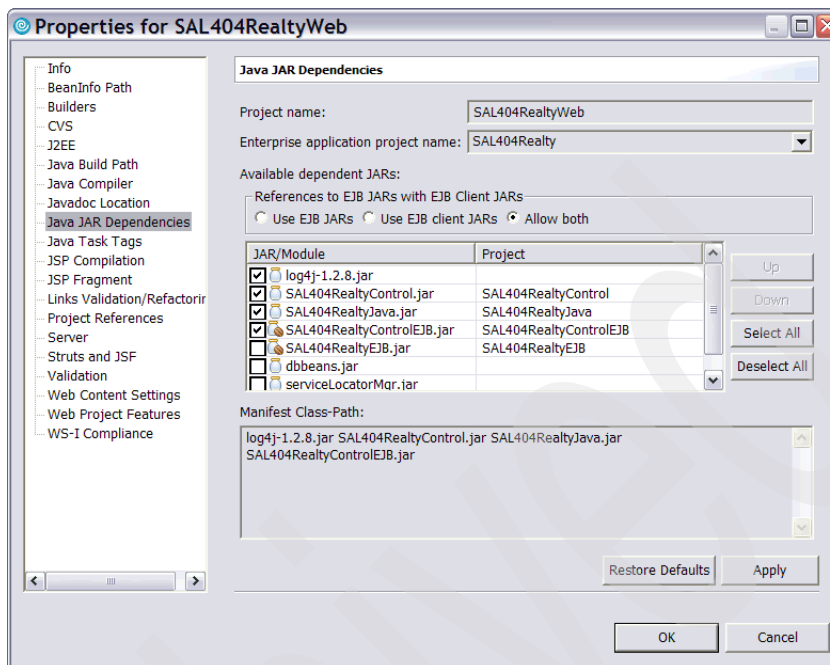 Properties for SAL404RealtyWeb
Info
BeanInfo Path
Builders
CVS
J2EE
Java Build Path
Java Compiler
Javadoc Location
Java JAR Dependencies
Java Task Tags
JSP Compilation
JSP Fragment
Links Validation/Refactorin
Project References
Server
Struts and JSF
Validation
Web Content Settings
Web Project Features
WS-I Compliance
Java JAR Dependencies
Project name: SAL404RealtyWeb
Enterprise application project name: SAL404Realty
Available dependent JARs:
References to EJB JARs with EJB Client JARs
Use EJB JARs Use EJB client JARs Allow both
JAR/Module Project
log4j-1.2.8.jar
SAL404RealtyControl.jar SAL404RealtyControl
SAL404RealtyJava.jar SAL404RealtyJava
SAL404RealtyControlEJB.jar SAL404RealtyControlEJB
SAL404RealtyEJB.jar SAL404RealtyEJB
dbbeans.jar
serviceLocatorMgr.jar
Up
Down
Select All
Deselect All
Manifest Class-Path:
log4j-1.2.8.jar SAL404RealtyControl.jar SAL404RealtyJava.jar
SAL404RealtyControlEJB.jar
Restore Defaults Apply
OK Cancel